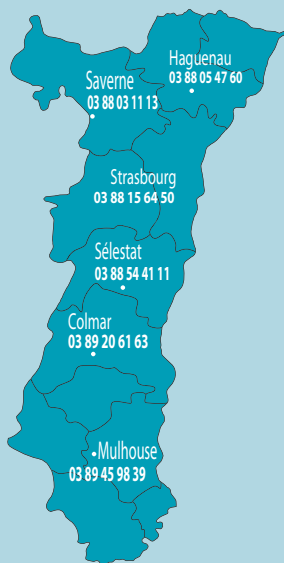 Haguenau
03 88 05 47 60
Saverne
03 88 03 11 13
Strasbourg
03 88 15 64 50
Sélestat
03 88 54 41 11
Colmar
03 89 20 61 63
Mulhouse
03 89 45 98 39